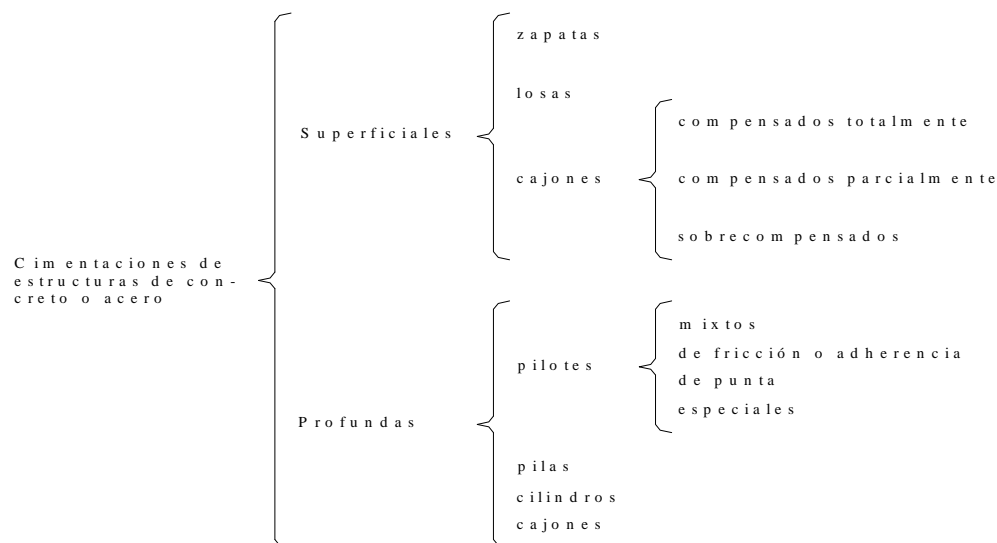 zapatas
losas
Superficiales
compensados totalmente
cajones
compensados parcialmente
sobrecompensados
Cimentaciones de
estructuras de con-
creto o acero
mixtos
de fricción o adherencia
pilotes
de punta
especiales
Profundas
pilas
cilindros
cajones